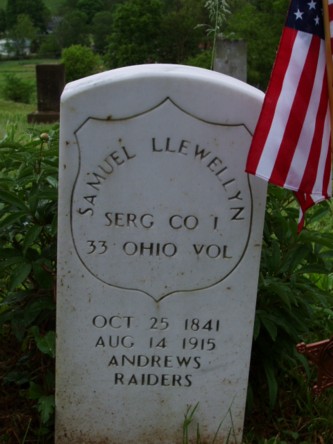 SAMUEL LLEWELLYN
SERG CO I
33 OHIO VOL
OCT 25 1841
AUG 14 1915
ANDREWS
RAIDERS